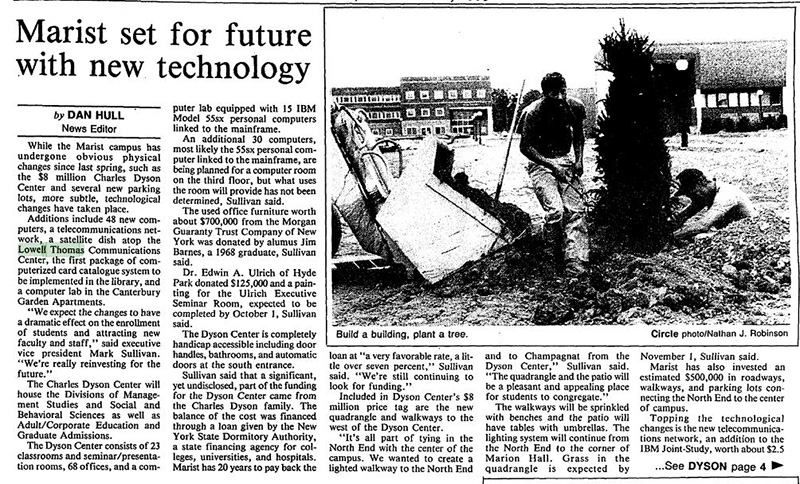 Marist set for future
with new technology
by DAN HULL
News Editor
While the Marist campus has
undergone obvious physical
changes since last spring, such as
the $8 million Charles Dyson
Center and several new parking
lots, more subtle, technological
changes have taken place.
Additions include 48 new com-
puters, a telecommunications net-
work, a satellite dish atop the
Lowell Thomas Communications
Center, the first package of com-
puterized card catalogue system to
be implemented in the library, and
a computer lab in the Canterbury
Garden Apartments.
"We expect the changes to have
a dramatic effect on the enrollment
of students and attracting new
faculty and staff," said executive
vice president Mark Sullivan.
"We're really reinvesting for the
future."
The Charles Dyson Center will
house the Divisions of Manage-
ment Studies and Social and
Behavioral Sciences as well as
Adult/Corporate Education and
Graduate Admissions.
The Dyson Center consists of 23
classrooms and seminar/presenta-
tion rooms, 68 offices, and a com-
puter lab equipped with 15 IBM
Model 55sx personal computers
linked to the mainframe.
An additional 30 computers,
most likely the 55sx personal com-
puter linked to the mainframe, are
being planned for a computer room
on the third floor, but what uses
the room will provide has not been
determined, Sullivan said.
The used office furniture worth
about $700,000 from the Morgan
Guaranty Trust Company of New
York was donated by alumus Jim
Barnes, a 1968 graduate, Sullivan
said.
Dr. Edwin A. Ulrich of Hyde
Park donated $125,000 and a pain-
ting for the Ulrich Executive
Seminar Room, expected to be
completed by October 1, Sullivan
said.
The Dyson Center is completely
handicap accessible including door
handles, bathrooms, and automatic
doors at the south entrance.
Sullivan said that a significant,
yet undisclosed, part of the funding
for the Dyson Center came from
the Charles Dyson family. The
balance of the cost was financed
through a loan given by the New
York State Dormitory Authority,
a state financing agency for col-
leges, universities, and hospitals.
Marist has 20 years to pay back the
Build a building, plant a tree.
Circle photo/Nathan J. Robinson
loan at "a very favorable rate, a lit-
tle over seven percent," Sullivan
said. "We're still continuing to
look for funding."
Included in Dyson Center's $8
million price tag are the new
quadrangle and walkways to the
west of the Dyson Center.
"It's all part of tying in the
North End with the center of the
campus. We wanted to create a
lighted walkway to the North End
and to Champagnat from the
Dyson Center," Sullivan said.
"The quadrangle and the patio will
be a pleasant and appealing place
for students to congregate."
The walkways will be sprinkled
with benches and the patio will
have tables with umbrellas. The
lighting system will continue from
the North End to the corner of
Marion Hall. Grass in the
quadrangle is expected by
November 1, Sullivan said.
Marist has also invested an
estimated $500,000 in roadways,
walkways, and parking lots con-
necting the North End to the center
of campus.
Topping the technological
changes is the new telecommunica-
tions network, an addition to the
IBM Joint-Study, worth about $2.5
...See DYSON page 4 ►